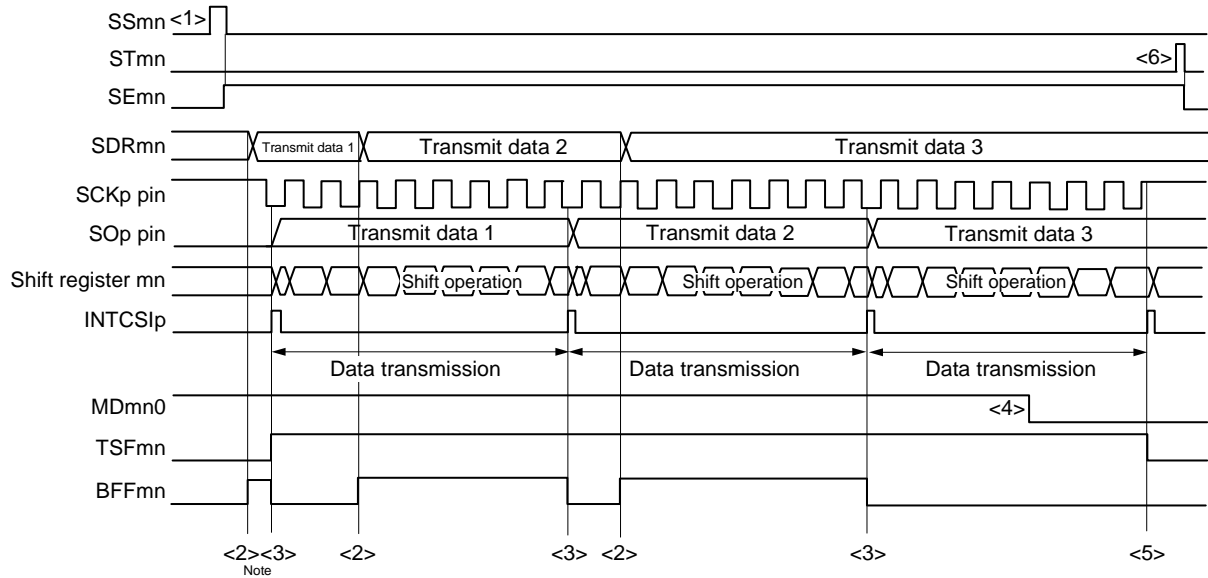 SSmn <1>
STmn <6>
SEmn
SDRmn Transmit data 1 Transmit data 2 Transmit data 3
SCKp pin
SOp pin Transmit data 1 Transmit data 2 Transmit data 3
Shift register mn Shift operation Shift operation Shift operation
INTCSIp
Data transmission Data transmission Data transmission
MDmn0 <4>
TSFmn
BFFmn
<2> <3> <2> <3> <2> <3> <5>
Note